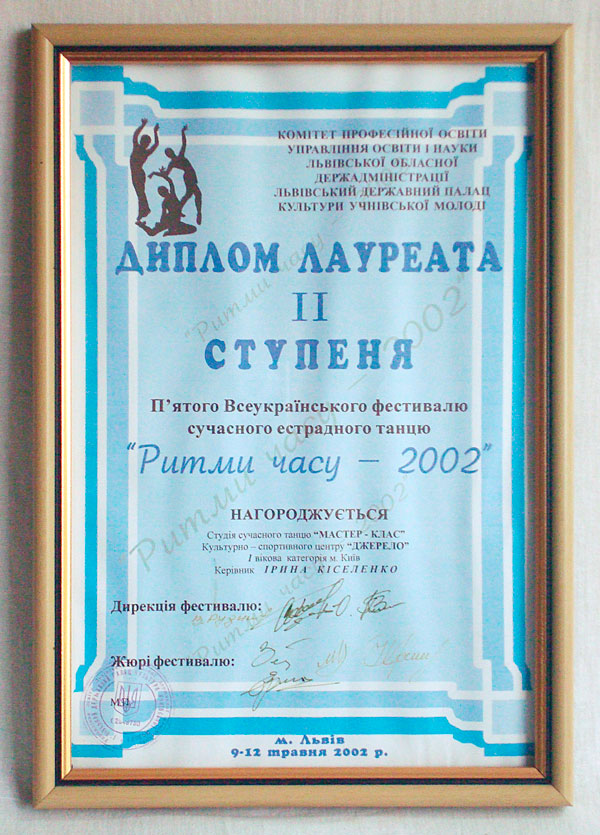 КОМІТЕТ ПРОФЕСІЙНОЇ ОСВІТИ
УПРАВЛІННЯ ОСВІТИ І НАУКИ
ЛЬВІВСЬКОЇ ОБЛАСНОЇ
ДЕРЖАДМІНІСТРАЦІЇ
ЛЬВІВСЬКИЙ ДЕРЖАВНИЙ ПАЛАЦ
КУЛЬТУРИ УЧНІВСЬКОЇ МОЛОДІ
ДИПЛОМ ЛАУРЕАТА
II
СТУПЕНЯ
П’ятого Всеукраїнського фестивалю
сучасного естрадного танцю
“Ритми часу – 2002”
НАГОРОДЖУЄТЬСЯ
Студія сучасного танцю “МАСТЕР - КЛАС”
Культурно – спортивного центру “ДЖЕРЕЛО”
І вікова категорія м. Київ
Керівник ІРИНА КІСЕЛЕНКО
Дирекція фестивалю:
Жюрі фестивалю:
м. Львів
9-12 травня 2002 р.